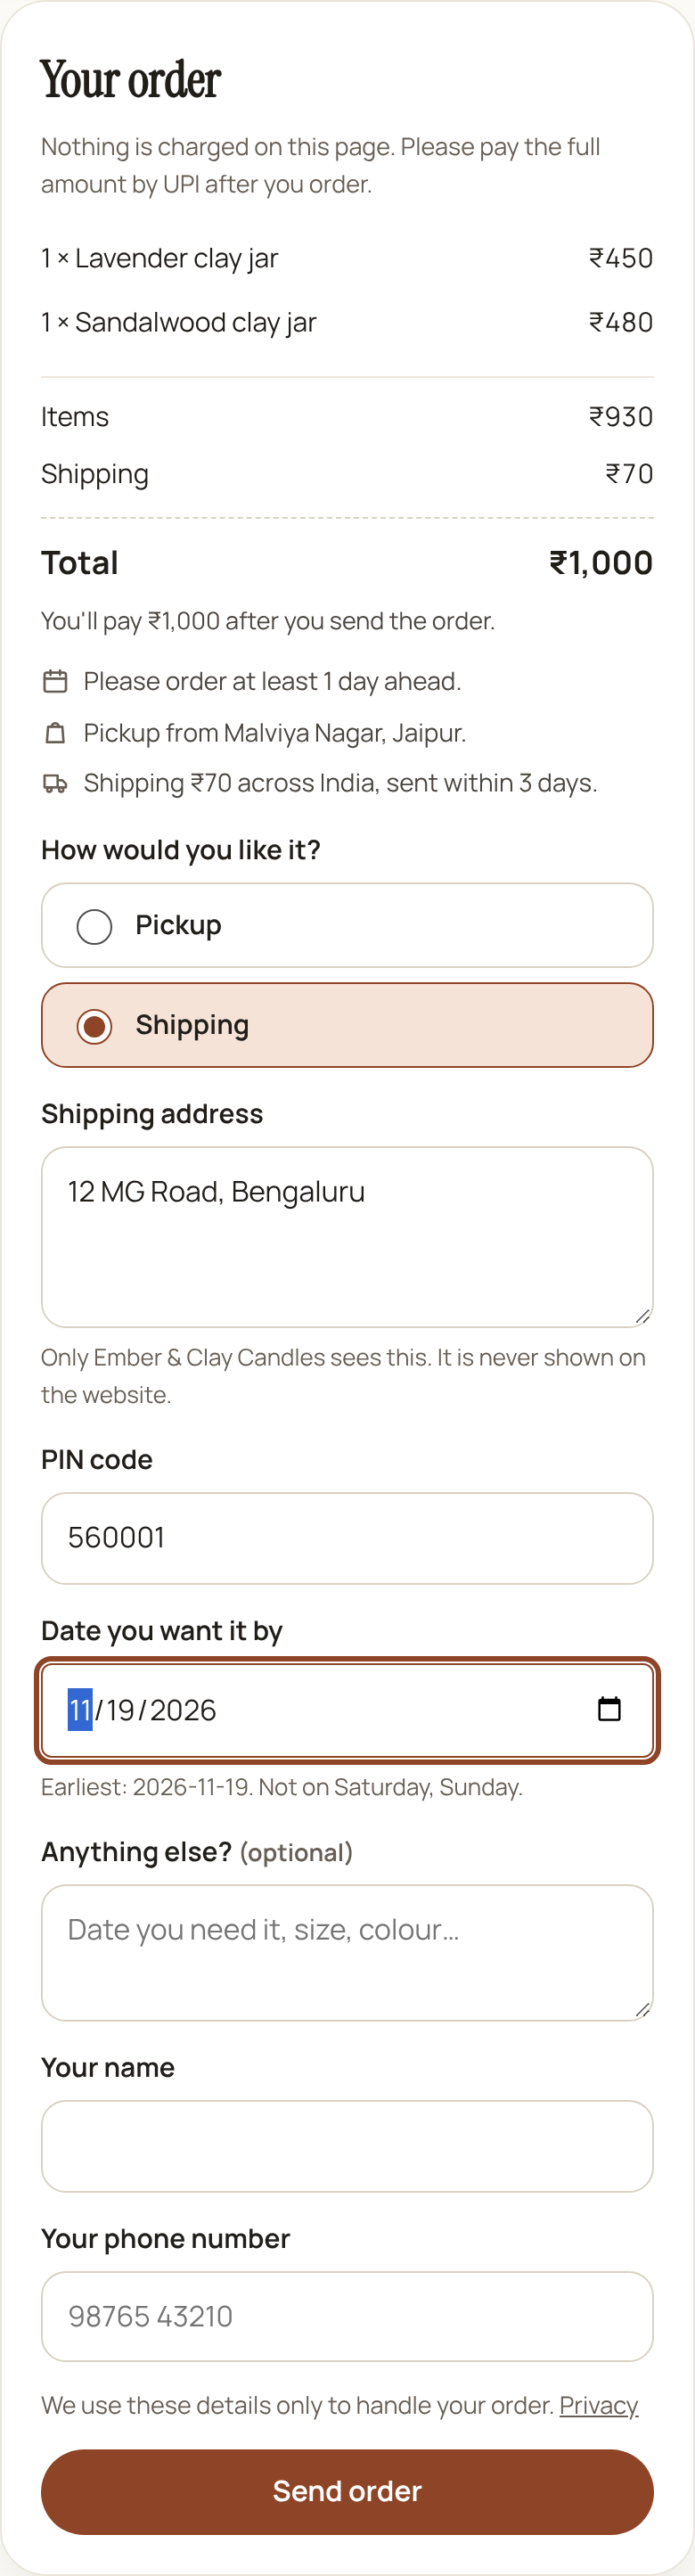 Your order
Nothing is charged on this page. Please pay the full
amount by UPI after you order.
1 × Lavender clay jar ₹450
1 × Sandalwood clay jar ₹480
Items ₹930
Shipping ₹70
Total ₹1,000
You'll pay ₹1,000 after you send the order.
Please order at least 1 day ahead.
Pickup from Malviya Nagar, Jaipur.
Shipping ₹70 across India, sent within 3 days.
How would you like it?
Pickup
Shipping
Shipping address
12 MG Road, Bengaluru
Only Ember & Clay Candles sees this. It is never shown on
the website.
PIN code
560001
Date you want it by
11/19/2026
Earliest: 2026-11-19. Not on Saturday, Sunday.
Anything else? (optional)
Date you need it, size, colour…
Your name
Your phone number
98765 43210
We use these details only to handle your order. Privacy
Send order